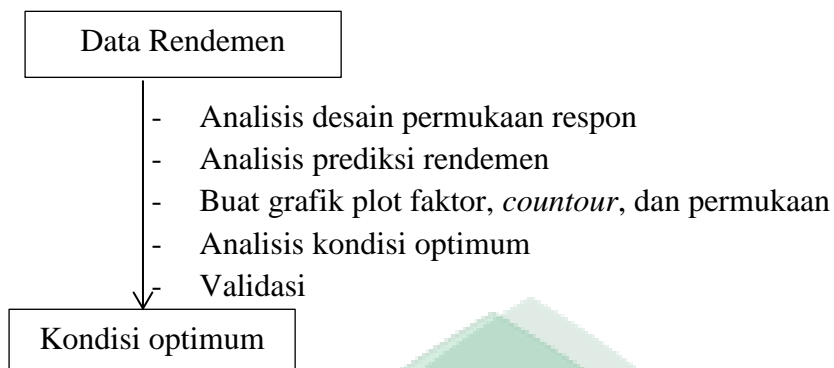 Data Rendemen
- Analisis desain permukaan respon
- Analisis prediksi rendemen
- Buat grafik plot faktor, countour, dan permukaan
- Analisis kondisi optimum
- Validasi
Kondisi optimum